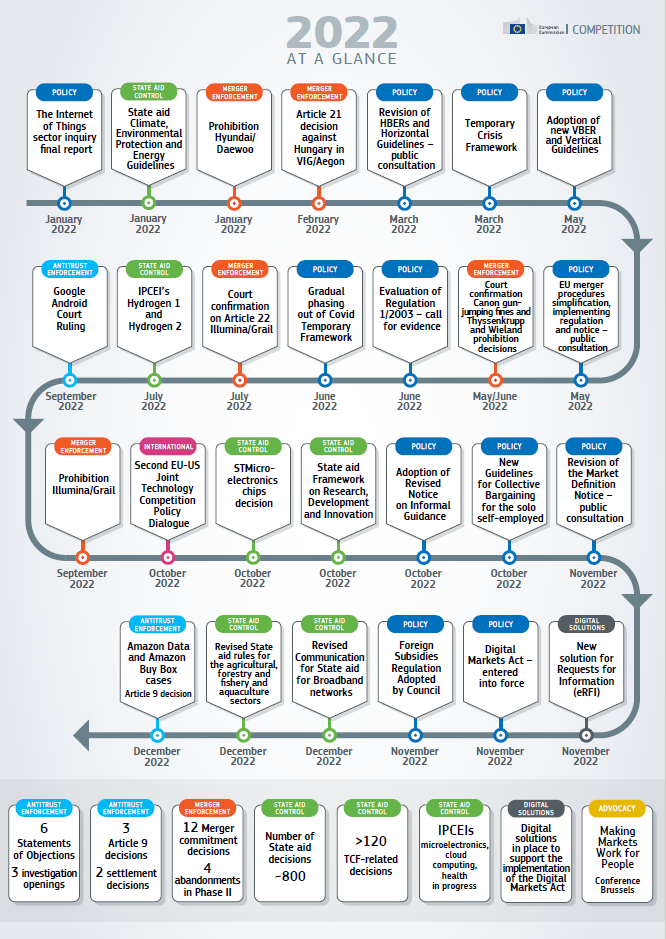 2022
AT A GLANCE
European
Commission
COMPETITION
POLICY
The Internet
of Things
sector inquiry
final report
January
2022
STATE AID
CONTROL
State aid
Climate,
Environmental
Protection and
Energy
Guidelines
January
2022
MERGER
ENFORCEMENT
Prohibition
Hyundai/
Daewoo
January
2022
MERGER
ENFORCEMENT
Article 21
decision
against
Hungary in
VIG/Aegon
February
2022
POLICY
Revision of
HBERs and
Horizontal
Guidelines –
public
consultation
March
2022
POLICY
Temporary
Crisis
Framework
March
2022
POLICY
Adoption of
new VBER
and Vertical
Guidelines
May
2022
ANTITRUST
ENFORCEMENT
Google
Android
Court
Ruling
September
2022
STATE AID
CONTROL
IPCEI's
Hydrogen 1
and
Hydrogen 2
July
2022
MERGER
ENFORCEMENT
Court
confirmation
on Article 22
Illumina/Grail
July
2022
POLICY
Gradual
phasing
out of Covid
Temporary
Framework
June
2022
POLICY
Evaluation of
Regulation
1/2003 – call
for evidence
June
2022
MERGER
ENFORCEMENT
Court
confirmation
Canon gun-
jumping fines and
Thyssenkrupp
and Wieland
prohibition
decisions
May/June
2022
POLICY
EU merger
procedures
simplification,
implementing
regulation
and notice –
public
consultation
May
2022
MERGER
ENFORCEMENT
Prohibition
Illumina/Grail
September
2022
INTERNATIONAL
Second EU-US
Joint
Technology
Competition
Policy
Dialogue
October
2022
STATE AID
CONTROL
STMicro-
electronics
chips
decision
October
2022
STATE AID
CONTROL
State aid
Framework
on Research,
Development
and Innovation
October
2022
POLICY
Adoption of
Revised
Notice
on Informal
Guidance
October
2022
POLICY
New
Guidelines
for Collective
Bargaining
for the solo
self-employed
October
2022
POLICY
Revision of
the Market
Definition
Notice –
public
consultation
November
2022
ANTITRUST
ENFORCEMENT
Amazon Data
and Amazon
Buy Box
cases
Article 9 decision
December
2022
STATE AID
CONTROL
Revised State
aid rules for
the agricultural,
forestry and
fishery and
aquaculture
sectors
December
2022
STATE AID
CONTROL
Revised
Communication
for State aid
for Broadband
networks
December
2022
POLICY
Foreign
Subsidies
Regulation
Adopted
by Council
November
2022
POLICY
Digital
Markets Act –
entered
into force
November
2022
DIGITAL
SOLUTIONS
New
solution for
Requests for
Information
(eRFI)
November
2022
ANTITRUST
ENFORCEMENT
6
Statements
of Objections
3 investigation
openings
ANTITRUST
ENFORCEMENT
3
Article 9
decisions
2 settlement
decisions
MERGER
ENFORCEMENT
12 Merger
commitment
decisions
4
abandonments
in Phase II
STATE AID
CONTROL
Number of
State aid
decisions
~800
STATE AID
CONTROL
>120
TCF-related
decisions
STATE AID
CONTROL
IPCEIs
microelectronics,
cloud
computing,
health
in progress
DIGITAL
SOLUTIONS
Digital
solutions
in place to
support the
implementation
of the Digital
Markets Act
ADVOCACY
Making
Markets
Work for
People
Conference
Brussels